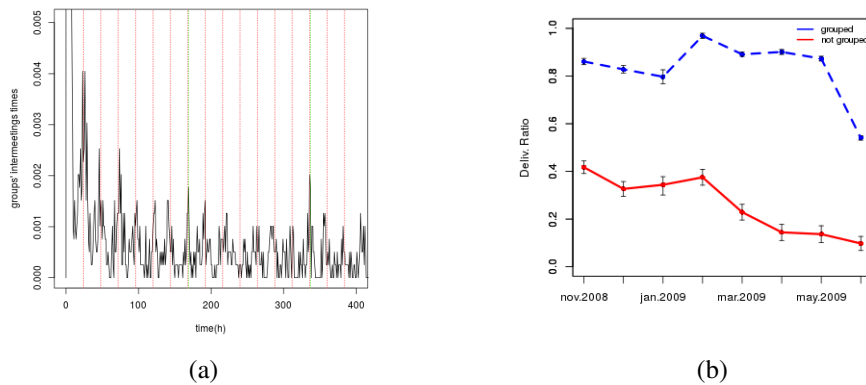 0.005
0.004
0.003
0.002
0.001
0.000
groups' intermeetings times
0
100
200
300
400
time(h)
(a)
1.0
0.8
0.6
0.4
0.2
0.0
Deliv. Ratio
grouped
not grouped
nov.2008
jan.2009
mar.2009
may.2009
(b)